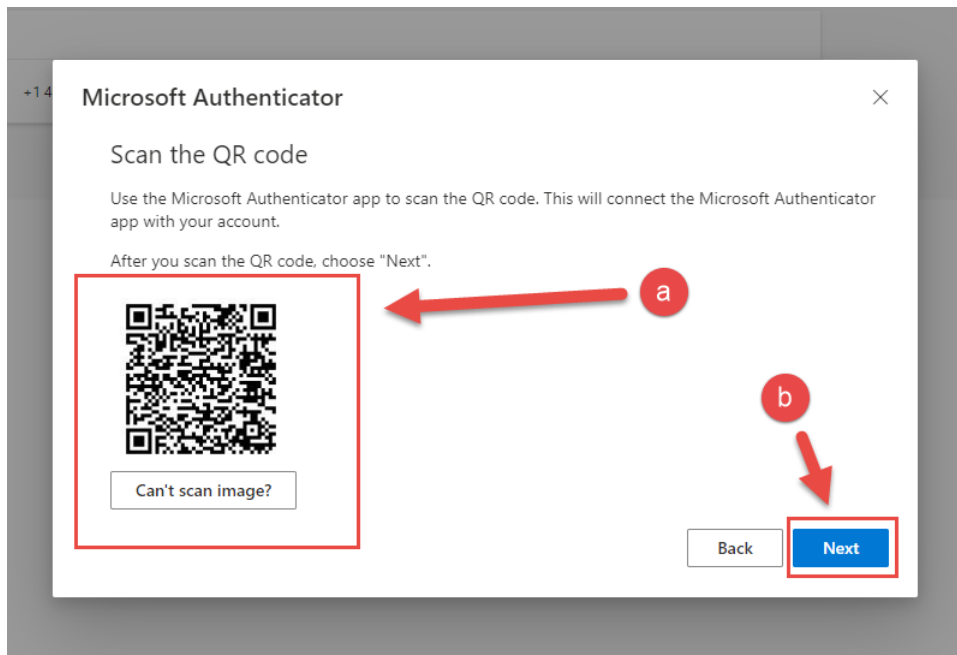 +1 4
Microsoft Authenticator
Scan the QR code
Use the Microsoft Authenticator app to scan the QR code. This will connect the Microsoft Authenticator
app with your account.
After you scan the QR code, choose "Next".
a
b
Can't scan image?
Back
Next